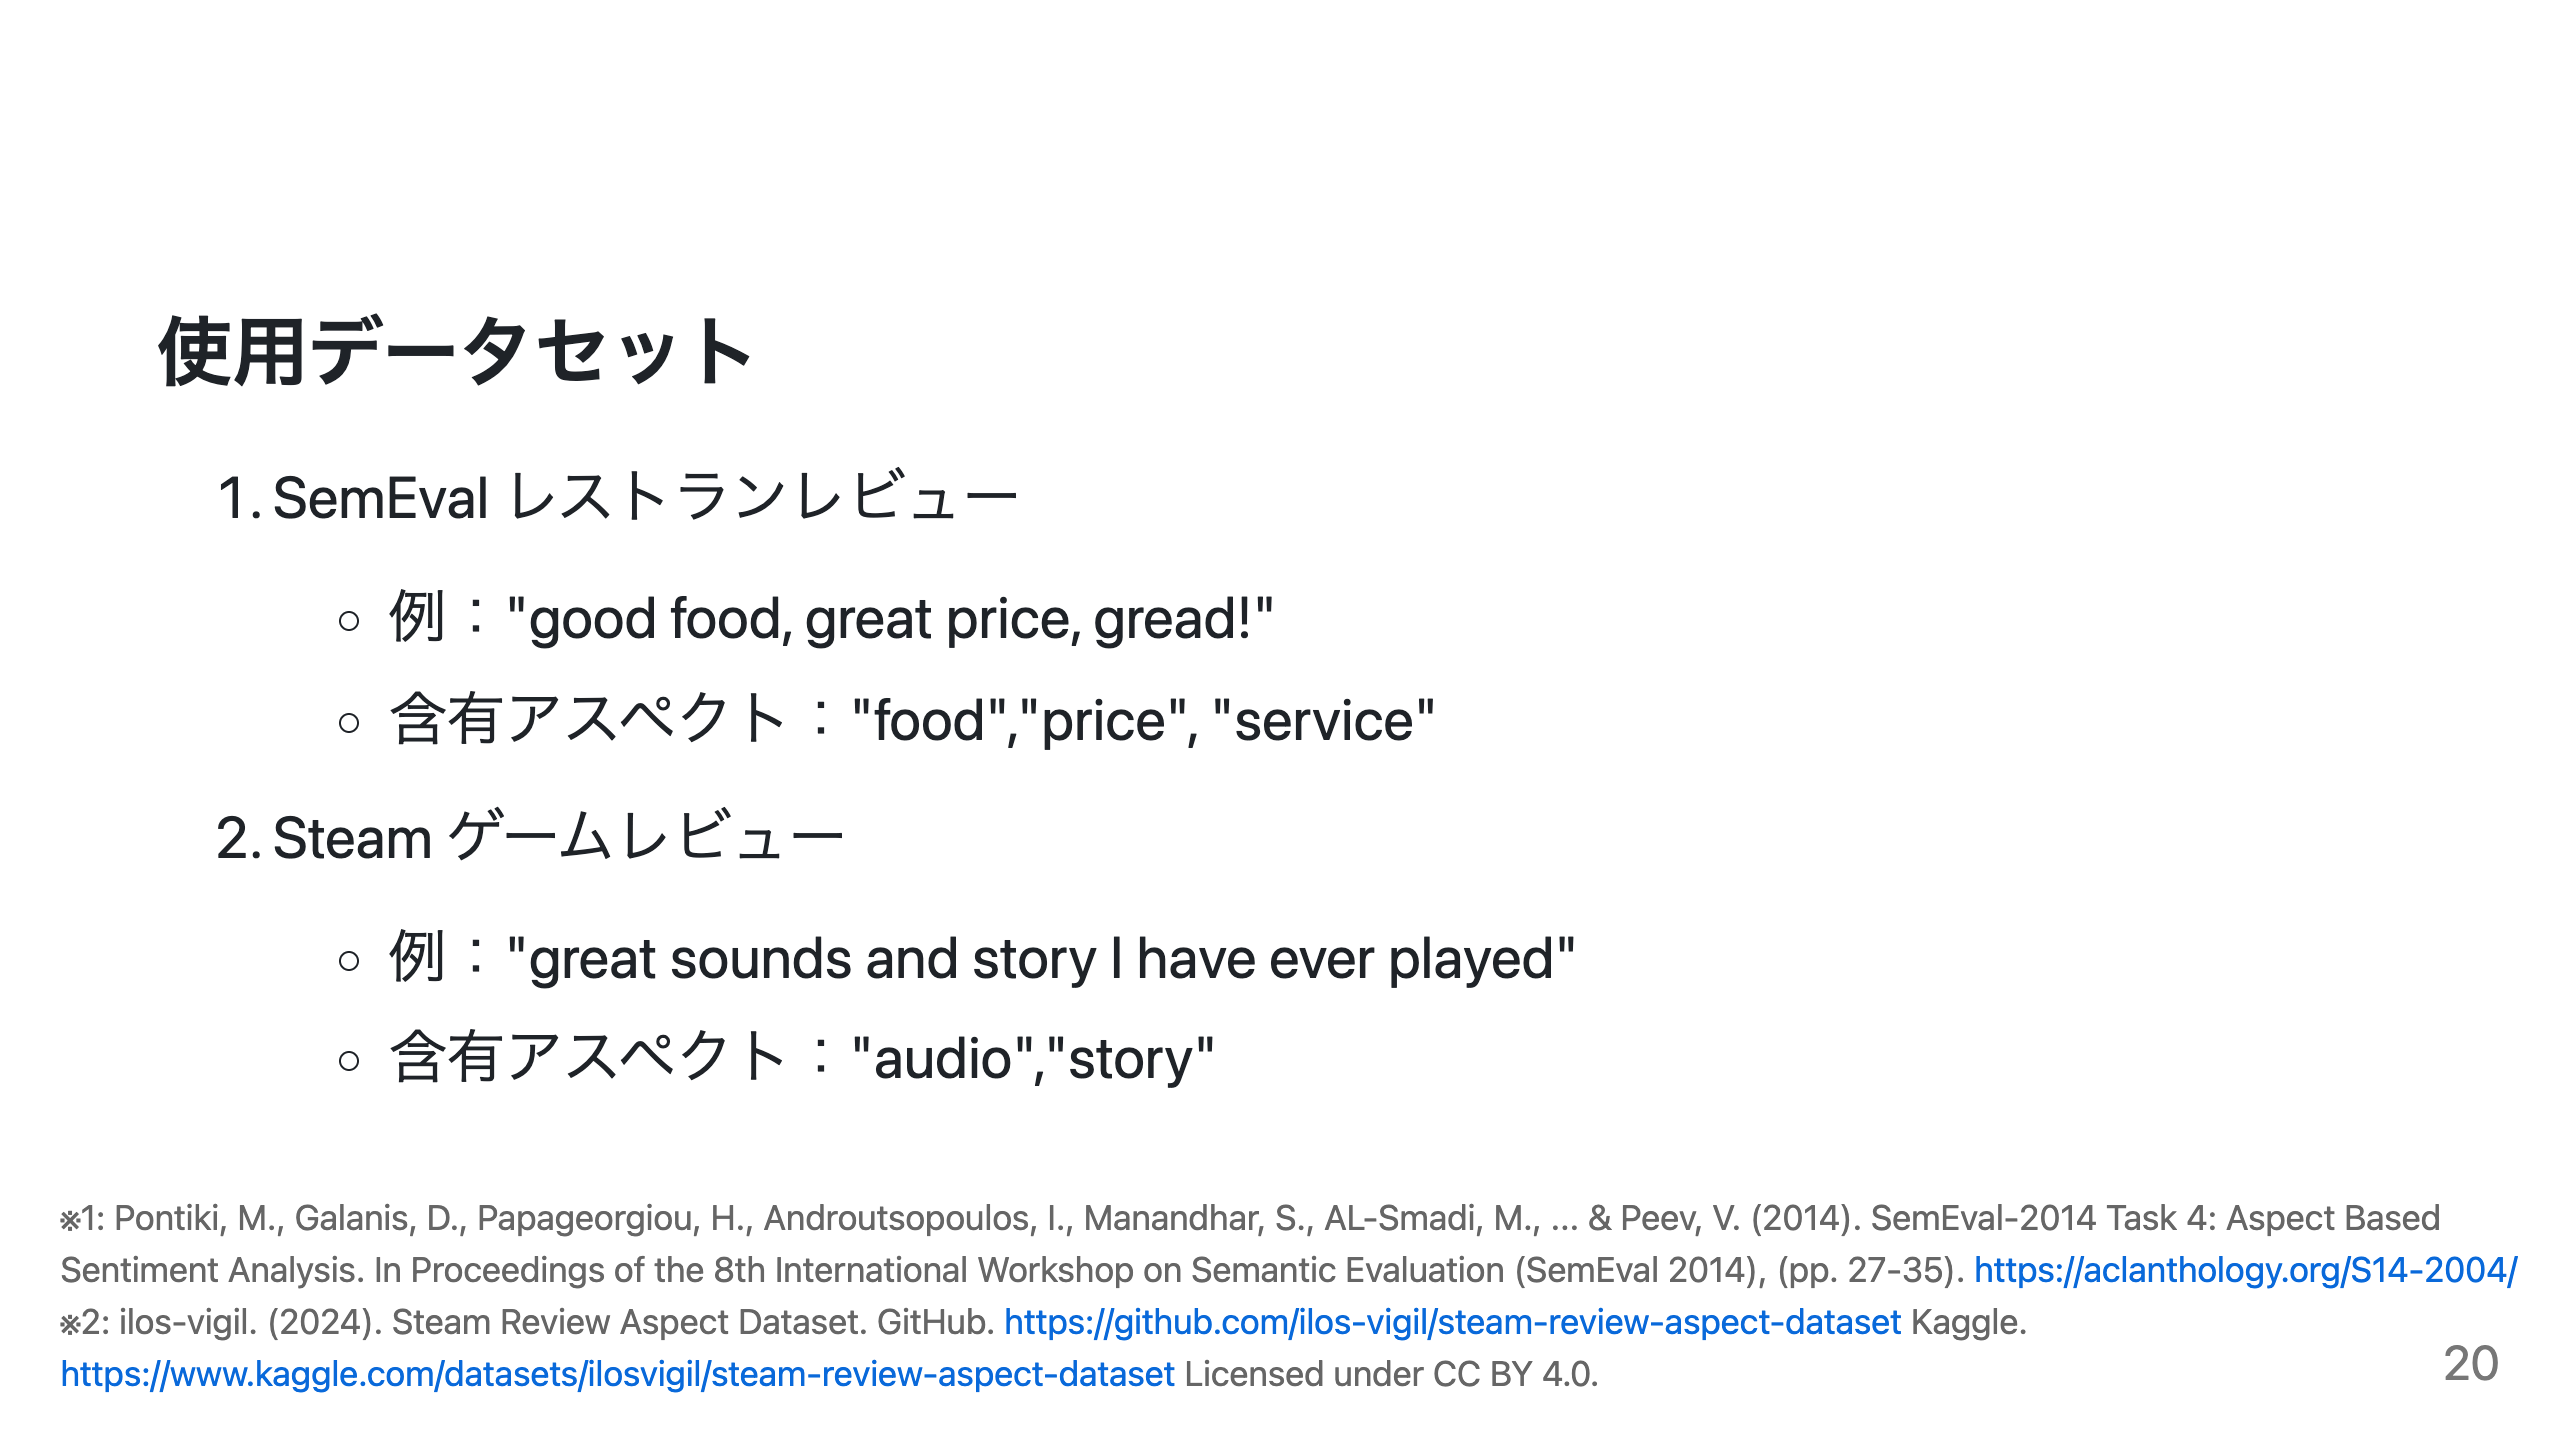 使用データセット
1. SemEval レストランレビュー
○ 例："good food, great price, gread!"
○ 含有アスペクト："food","price", "service"
2. Steam ゲームレビュー
○ 例："great sounds and story I have ever played"
○ 含有アスペクト："audio","story"
※1: Pontiki, M., Galanis, D., Papageorgiou, H., Androutsopoulos, I., Manandhar, S., AL-Smadi, M., ... & Peev, V. (2014). SemEval-2014 Task 4: Aspect Based
Sentiment Analysis. In Proceedings of the 8th International Workshop on Semantic Evaluation (SemEval 2014), (pp. 27-35). https://aclanthology.org/S14-2004/
※2: ilos-vigil. (2024). Steam Review Aspect Dataset. GitHub. https://github.com/ilos-vigil/steam-review-aspect-dataset Kaggle.
https://www.kaggle.com/datasets/ilosvigil/steam-review-aspect-dataset Licensed under CC BY 4.0.
20